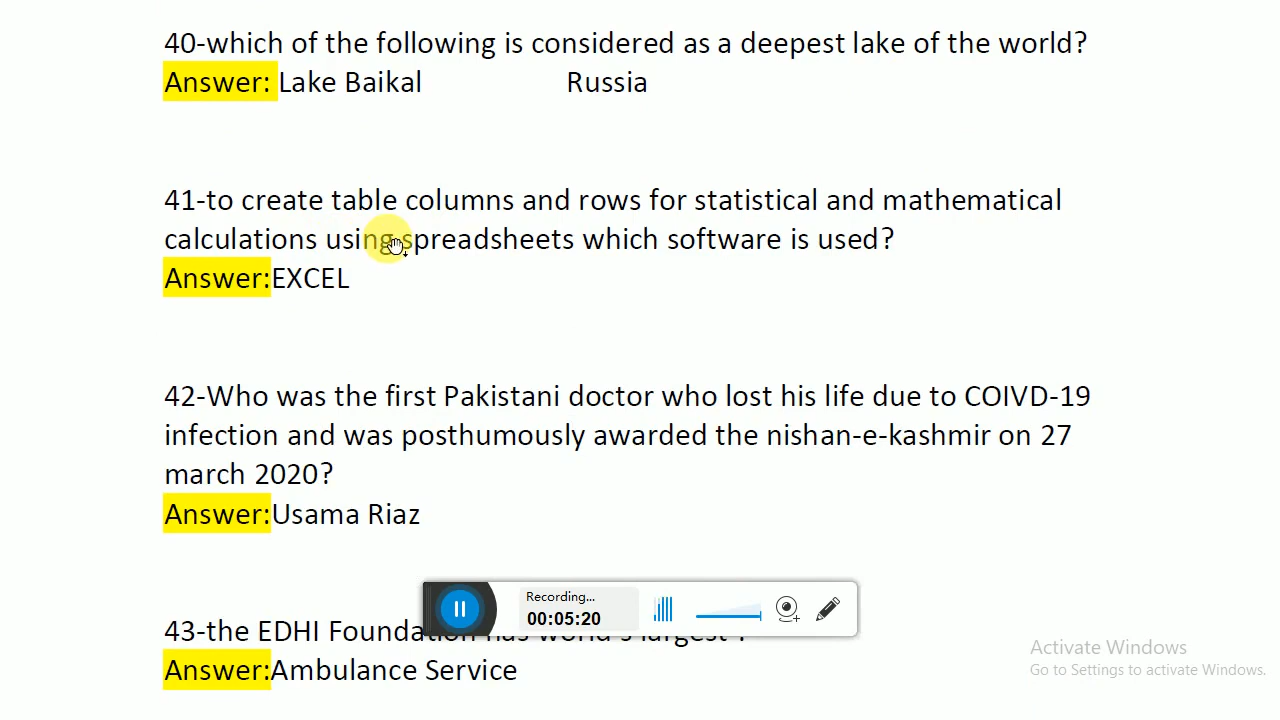 40-which of the following is considered as a deepest lake of the world?
Answer: Lake Baikal Russia
41-to create table columns and rows for statistical and mathematical
calculations using spreadsheets which software is used?
Answer:EXCEL
42-Who was the first Pakistani doctor who lost his life due to COIVD-19
infection and was posthumously awarded the nishan-e-kashmir on 27
march 2020?
Answer:Usama Riaz
Recording...
00:05:20
43-the EDHI Foundation has world's largest ?
Answer:Ambulance Service
Activate Windows
Go to Settings to activate Windows.